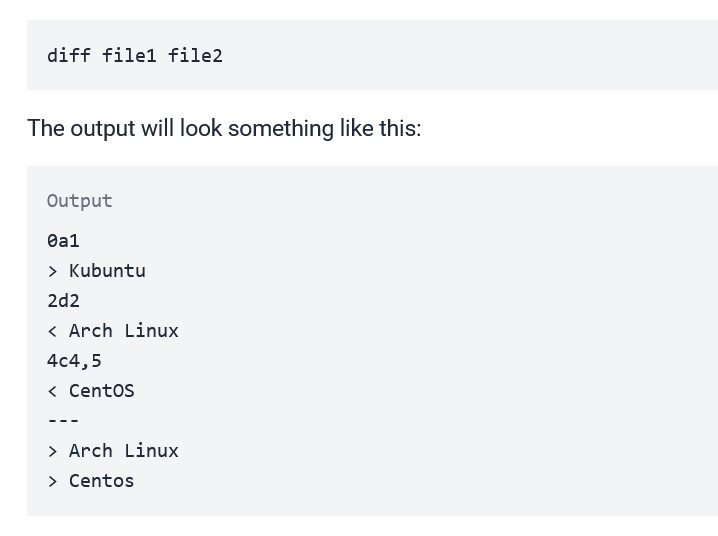 diff file1 file2
The output will look something like this:
Output
0a1
> Kubuntu
2d2
< Arch Linux
4c4,5
< CentOS
---
> Arch Linux
> Centos